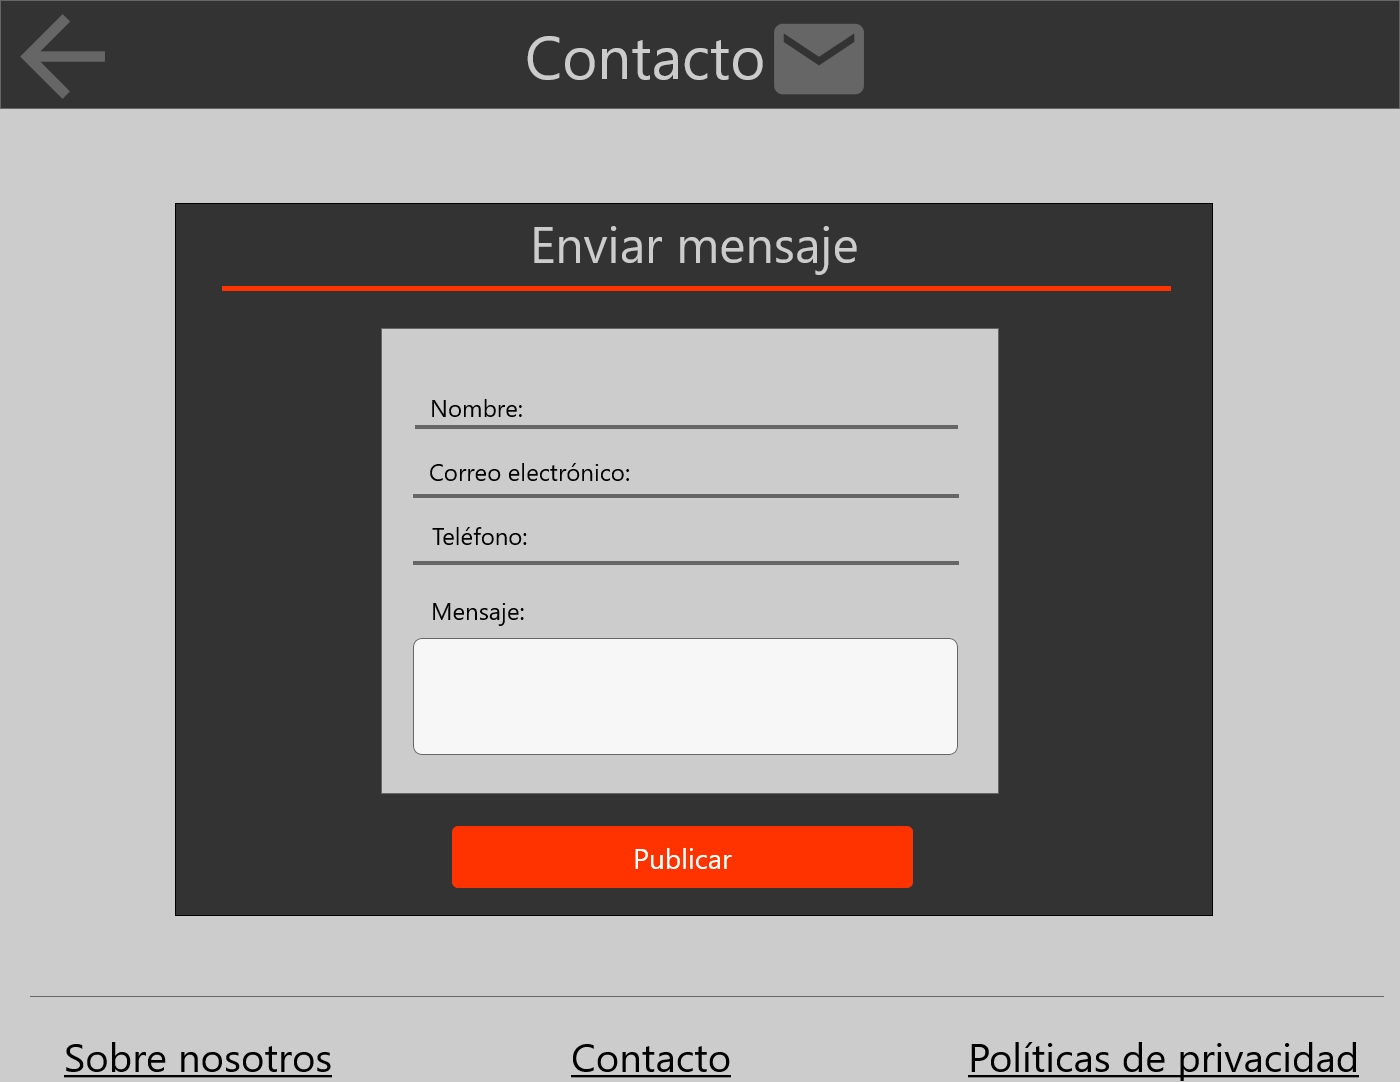 Contacto
Enviar mensaje
Nombre:
Correo electrónico:
Teléfono:
Mensaje:
Publicar
Sobre nosotros
Contacto
Políticas de privacidad